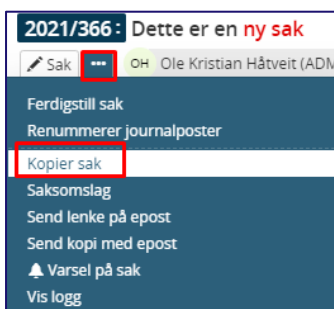 2021/366: Dette er en ny sak
Sak ••• OH Ole Kristian Håtveit (ADM
Ferdigstill sak
Renummerer journalposter
Kopier sak
Saksomslag
Send lenke på epost
Send kopi med epost
Varsel på sak
Vis logg